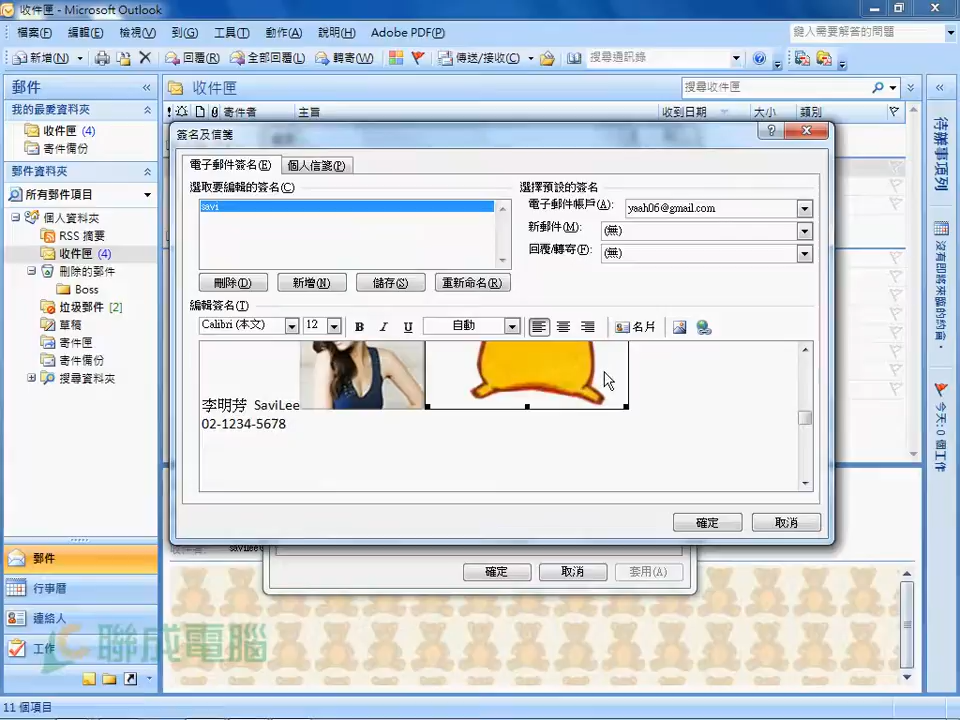 收件匣 - Microsoft Outlook
檔案(F) 編輯(E) 檢視(V) 到(G) 工具(T) 動作(A) 說明(H) Adobe PDF(P)
鍵入需要解答的問題
新增(N) 回覆(R) 全部回覆(L) 轉寄(W) 傳送/接收(C) 搜尋通訊錄
郵件
我的最愛資料夾
收件匣 (4)
寄件備份
郵件資料夾
所有郵件項目
個人資料夾
RSS 摘要
收件匣 (4)
刪除的郵件
Boss
垃圾郵件 [2]
草稿
寄件匣
寄件備份
搜尋資料夾
郵件
行事曆
連絡人
工作
收件匣
搜尋收件匣
寄件者 主旨 收到日期 大小 類別
簽名及信箋
電子郵件簽名(E) 個人信箋(P)
選取要編輯的簽名(C)
savi
刪除(D) 新增(N) 儲存(S) 重新命名(R)
選擇預設的簽名
電子郵件帳戶(A): yaah06@gmail.com
新郵件(M): (無)
回覆/轉寄(F): (無)
編輯簽名(T)
Calibri (本文) 12 B I U 自動 名片
李明芳 SaviLee
02-1234-5678
確定 取消
確定 取消 套用(A)
待辦事項列
沒有即將來臨的約會。
今天: 0 個工作
聯成電腦
11 個項目